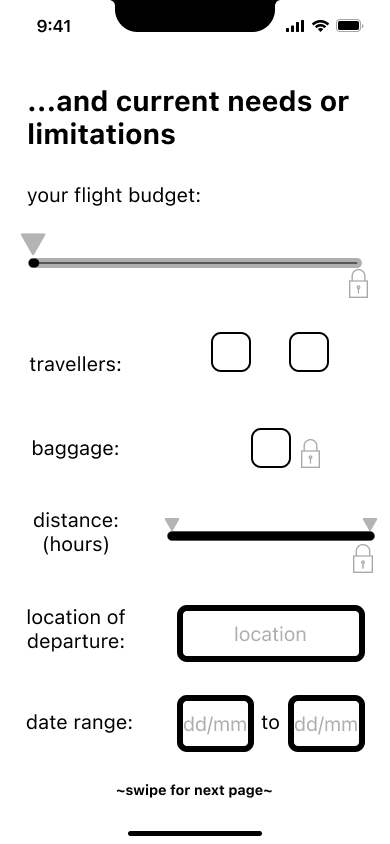 9:41
...and current needs or
limitations
your flight budget:
travellers:
baggage:
distance:
(hours)
location of
departure:
location
date range:
dd/mm to dd/mm
~swipe for next page~